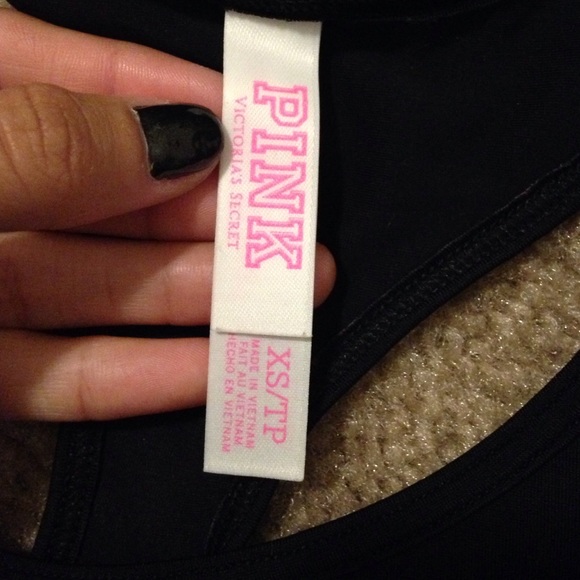 PINK
VICTORIA'S SECRET
XS/TP
MADE IN VIETNAM
FAIT AU VIETNAM
HECHO EN VIETNAM